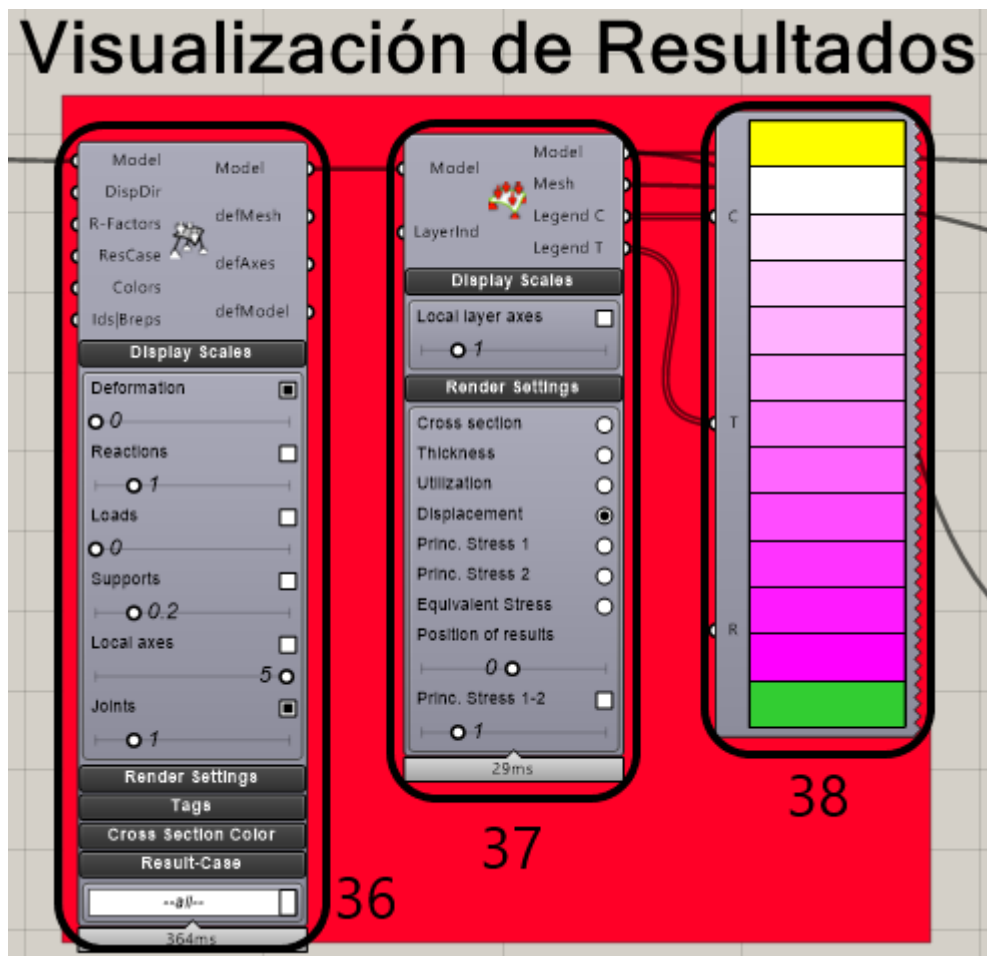 Visualización de Resultados
Model
DispDir
R-Factors
ResCase
Colors
Ids|Breps
Model
defMesh
defAxes
defModel
Display Scales
Deformation
0
Reactions
1
Loads
0
Supports
0.2
Local axes
5
Joints
1
Render Settings
Tags
Cross Section Color
Result-Case
--all--
364ms
36
Model
LayerInd
Model
Mesh
Legend C
Legend T
Display Scales
Local layer axes
1
Render Settings
Cross section
Thickness
Utilization
Displacement
Princ. Stress 1
Princ. Stress 2
Equivalent Stress
Position of results
0
Princ. Stress 1-2
1
29ms
37
C
T
R
38